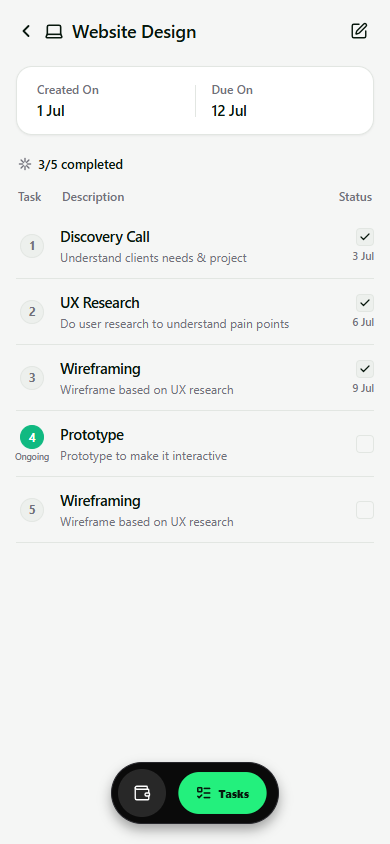 Website Design
Created On
1 Jul
Due On
12 Jul
3/5 completed
Task Description Status
1
Discovery Call
Understand clients needs & project
3 Jul
2
UX Research
Do user research to understand pain points
6 Jul
3
Wireframing
Wireframe based on UX research
9 Jul
4
Ongoing
Prototype
Prototype to make it interactive
5
Wireframing
Wireframe based on UX research
Tasks